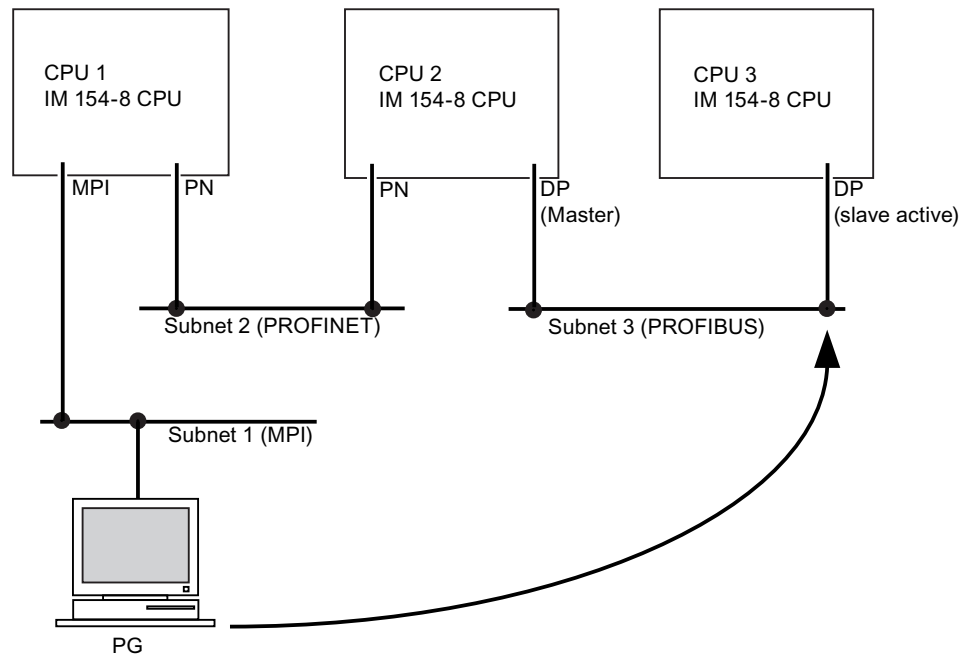 CPU 1
IM 154-8 CPU
CPU 2
IM 154-8 CPU
CPU 3
IM 154-8 CPU
MPI
PN
PN
DP
(Master)
DP
(slave active)
Subnet 2 (PROFINET)
Subnet 3 (PROFIBUS)
Subnet 1 (MPI)
PG